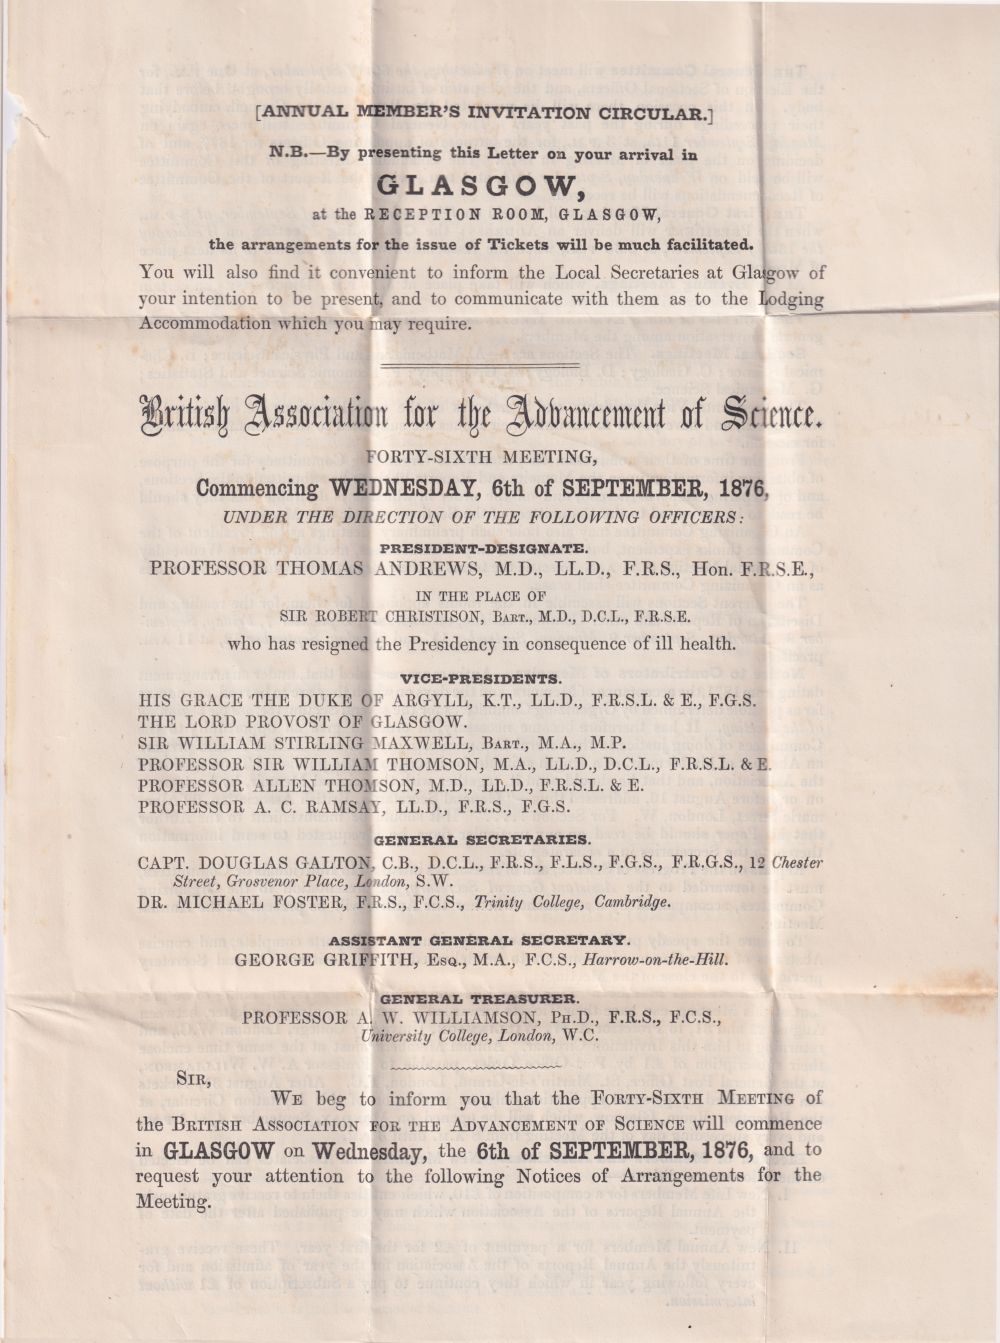 [ANNUAL MEMBER'S INVITATION CIRCULAR.]
N.B.—By presenting this Letter on your arrival in
GLASGOW,
at the RECEPTION ROOM, GLASGOW,
the arrangements for the issue of Tickets will be much facilitated.
You will also find it convenient to inform the Local Secretaries at Glasgow of
your intention to be present, and to communicate with them as to the Lodging
Accommodation which you may require.
British Association for the Advancement of Science.
FORTY-SIXTH MEETING,
Commencing WEDNESDAY, 6th of SEPTEMBER, 1876,
UNDER THE DIRECTION OF THE FOLLOWING OFFICERS:
PRESIDENT-DESIGNATE.
PROFESSOR THOMAS ANDREWS, M.D., LL.D., F.R.S., Hon. F.R.S.E.,
IN THE PLACE OF
SIR ROBERT CHRISTISON, BART., M.D., D.C.L., F.R.S.E.
who has resigned the Presidency in consequence of ill health.
VICE-PRESIDENTS.
HIS GRACE THE DUKE OF ARGYLL, K.T., LL.D., F.R.S.L. & E., F.G.S.
THE LORD PROVOST OF GLASGOW.
SIR WILLIAM STIRLING MAXWELL, BART., M.A., M.P.
PROFESSOR SIR WILLIAM THOMSON, M.A., LL.D., D.C.L., F.R.S.L. & E.
PROFESSOR ALLEN THOMSON, M.D., LL.D., F.R.S.L. & E.
PROFESSOR A. C. RAMSAY, LL.D., F.R.S., F.G.S.
GENERAL SECRETARIES.
CAPT. DOUGLAS GALTON, C.B., D.C.L., F.R.S., F.L.S., F.G.S., F.R.G.S., 12 Chester
Street, Grosvenor Place, London, S.W.
DR. MICHAEL FOSTER, F.R.S., F.C.S., Trinity College, Cambridge.
ASSISTANT GENERAL SECRETARY.
GEORGE GRIFFITH, ESQ., M.A., F.C.S., Harrow-on-the-Hill.
GENERAL TREASURER.
PROFESSOR A. W. WILLIAMSON, PH.D., F.R.S., F.C.S.,
University College, London, W.C.
SIR,
WE beg to inform you that the FORTY-SIXTH MEETING of
the BRITISH ASSOCIATION FOR THE ADVANCEMENT OF SCIENCE will commence
in GLASGOW on Wednesday, the 6th of SEPTEMBER, 1876, and to
request your attention to the following Notices of Arrangements for the
Meeting.